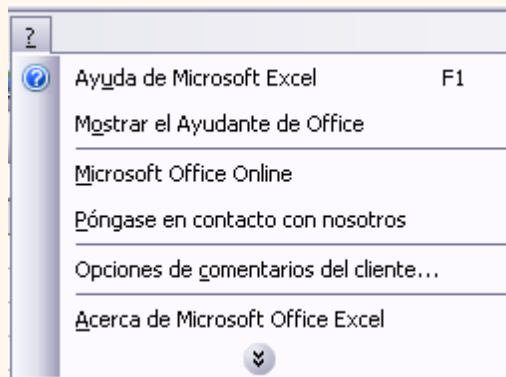 ?
Ayuda de Microsoft Excel F1
Mostrar el Ayudante de Office
Microsoft Office Online
Póngase en contacto con nosotros
Opciones de comentarios del cliente...
Acerca de Microsoft Office Excel